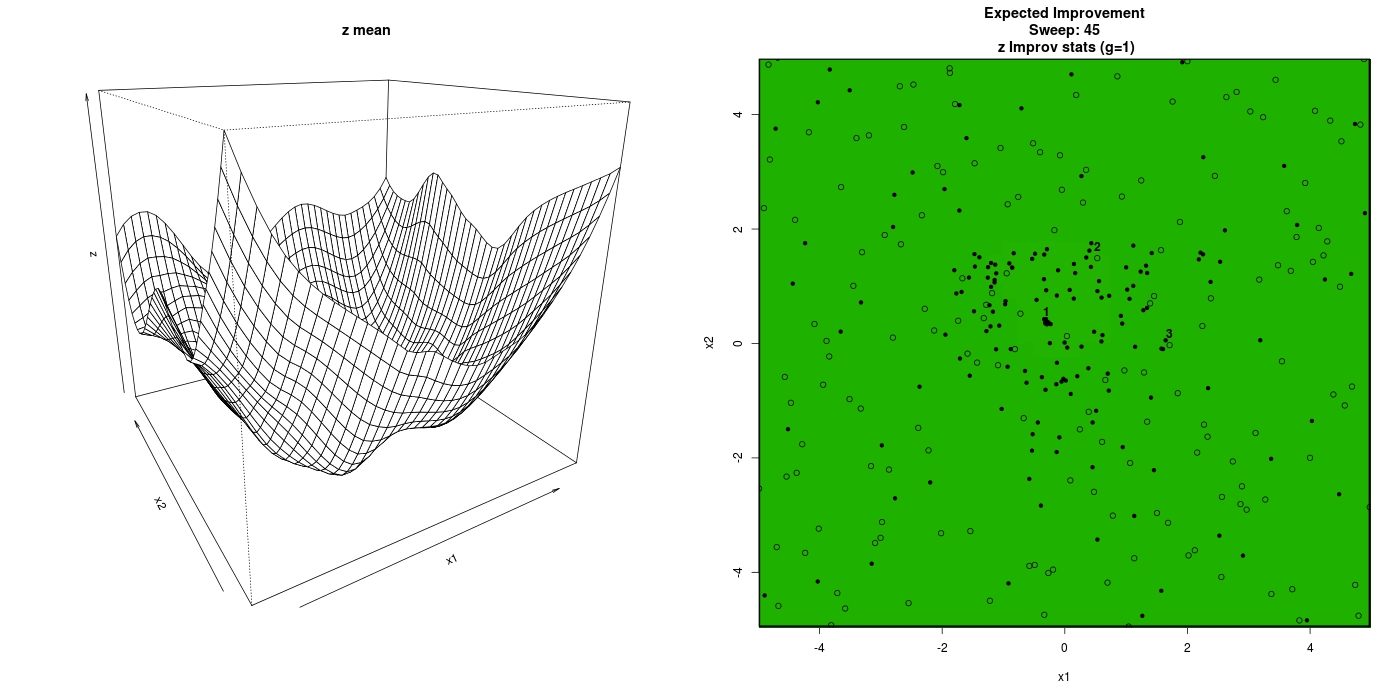 z mean
z
x2
x1
Expected Improvement
Sweep: 45
z Improv stats (g=1)
x2
4
2
0
-2
-4
2
1
3
-4
-2
0
2
4
x1